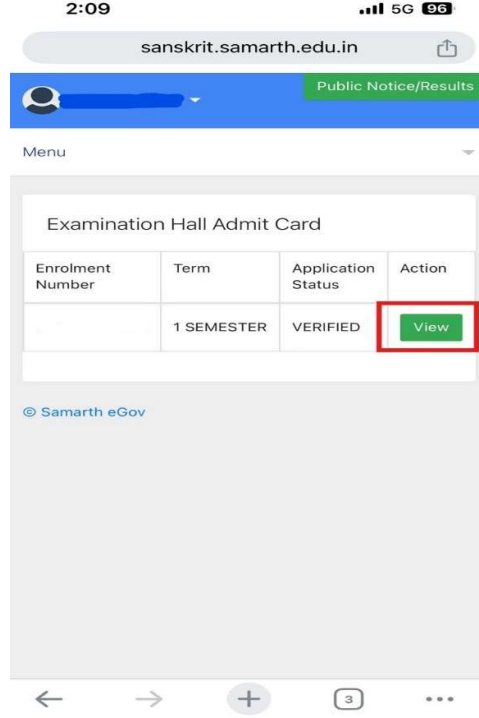 2:09
5G 96
sanskrit.samarth.edu.in
Public Notice/Results
Menu
Examination Hall Admit Card
Enrolment Number
Term
Application Status
Action
1 SEMESTER
VERIFIED
View
© Samarth eGov
3